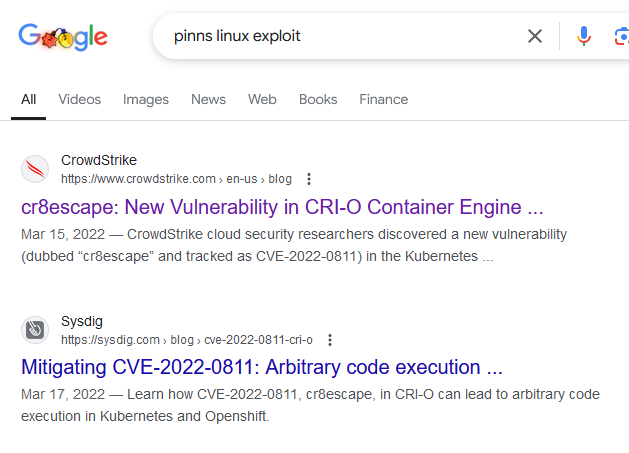 Google
pinns linux exploit
All Videos Images News Web Books Finance
CrowdStrike
https://www.crowdstrike.com › en-us › blog
cr8escape: New Vulnerability in CRI-O Container Engine ...
Mar 15, 2022 — CrowdStrike cloud security researchers discovered a new vulnerability
(dubbed “cr8escape” and tracked as CVE-2022-0811) in the Kubernetes ...
Sysdig
https://sysdig.com › blog › cve-2022-0811-cri-o
Mitigating CVE-2022-0811: Arbitrary code execution ...
Mar 17, 2022 — Learn how CVE-2022-0811, cr8escape, in CRI-O can lead to arbitrary code
execution in Kubernetes and Openshift.